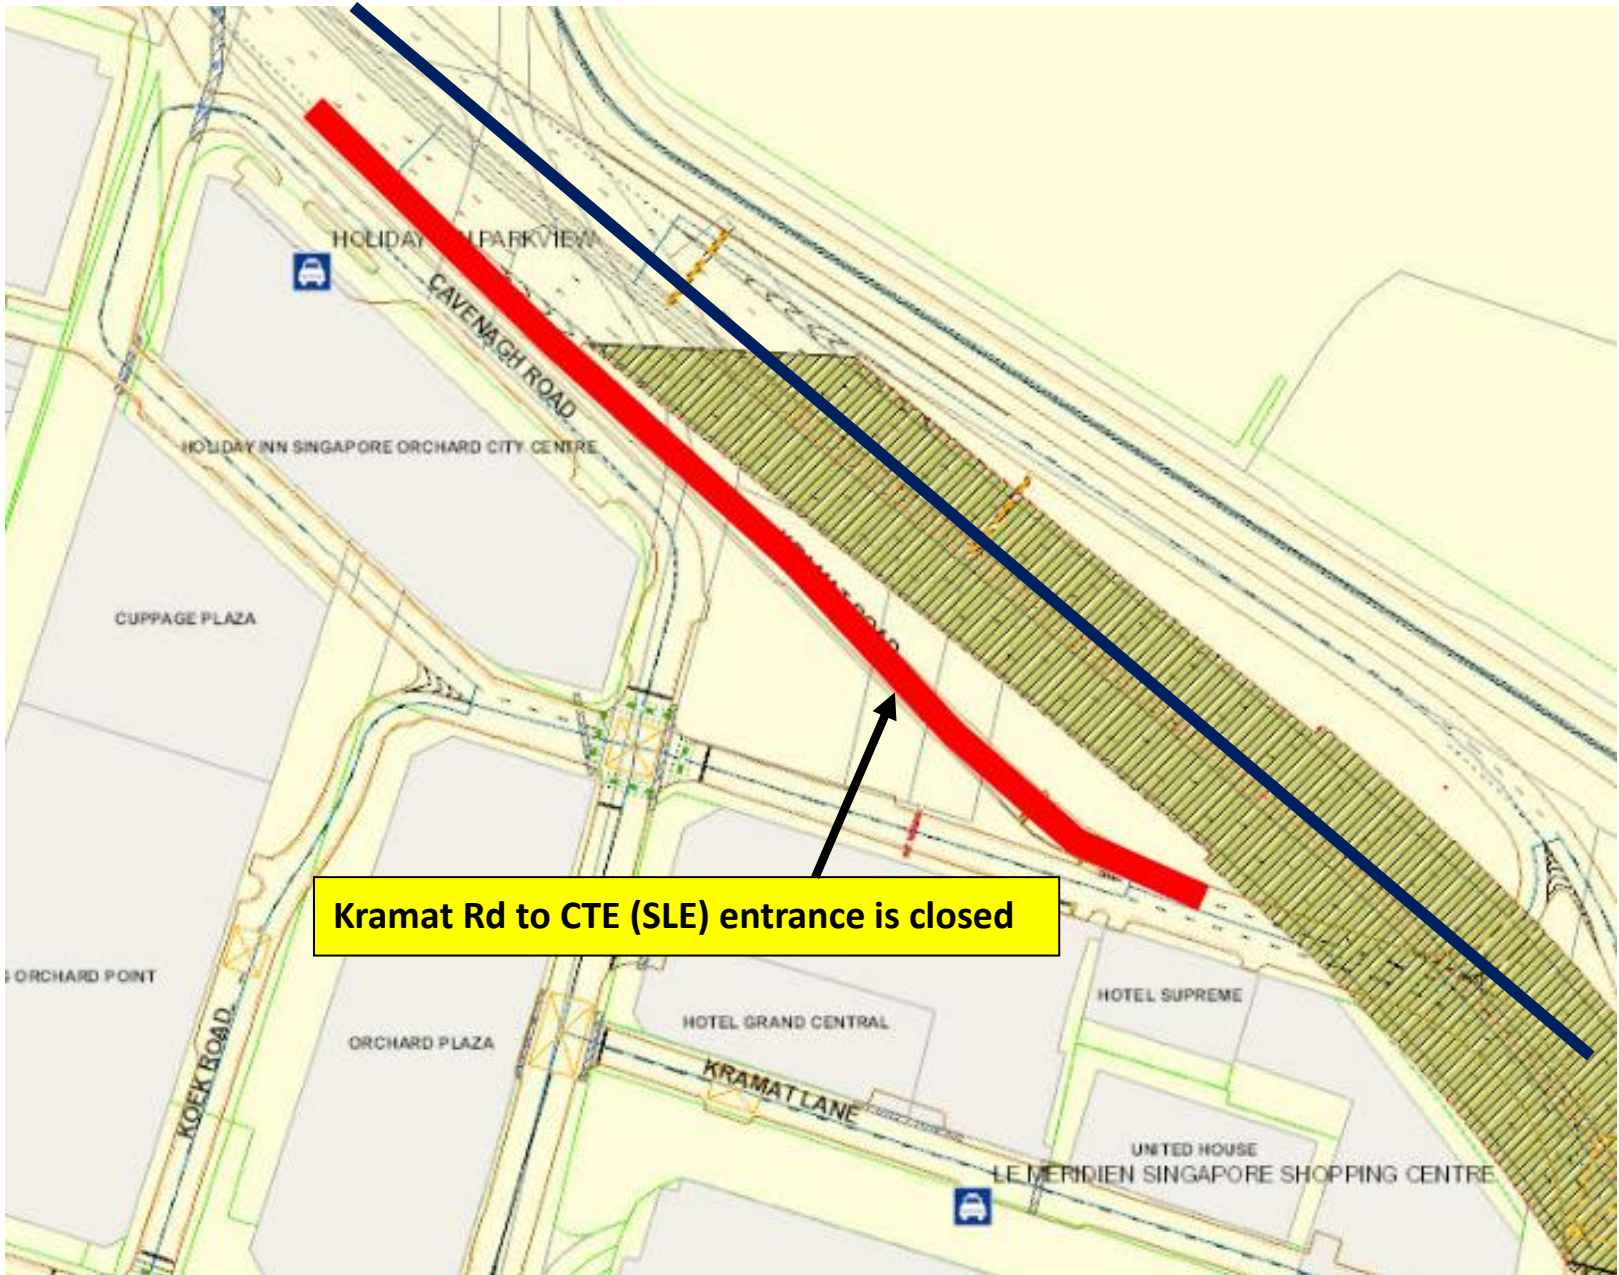 HOLIDAY INN PARKVIEW
CAVENAGH ROAD
HOLIDAY INN SINGAPORE ORCHARD CITY CENTRE
CUPPAGE PLAZA
Kramat Rd to CTE (SLE) entrance is closed
ORCHARD POINT
HOTEL SUPREME
HOTEL GRAND CENTRAL
ORCHARD PLAZA
KOEK ROAD
KRAMAT LANE
UNITED HOUSE
LE MERIDIEN SINGAPORE SHOPPING CENTRE